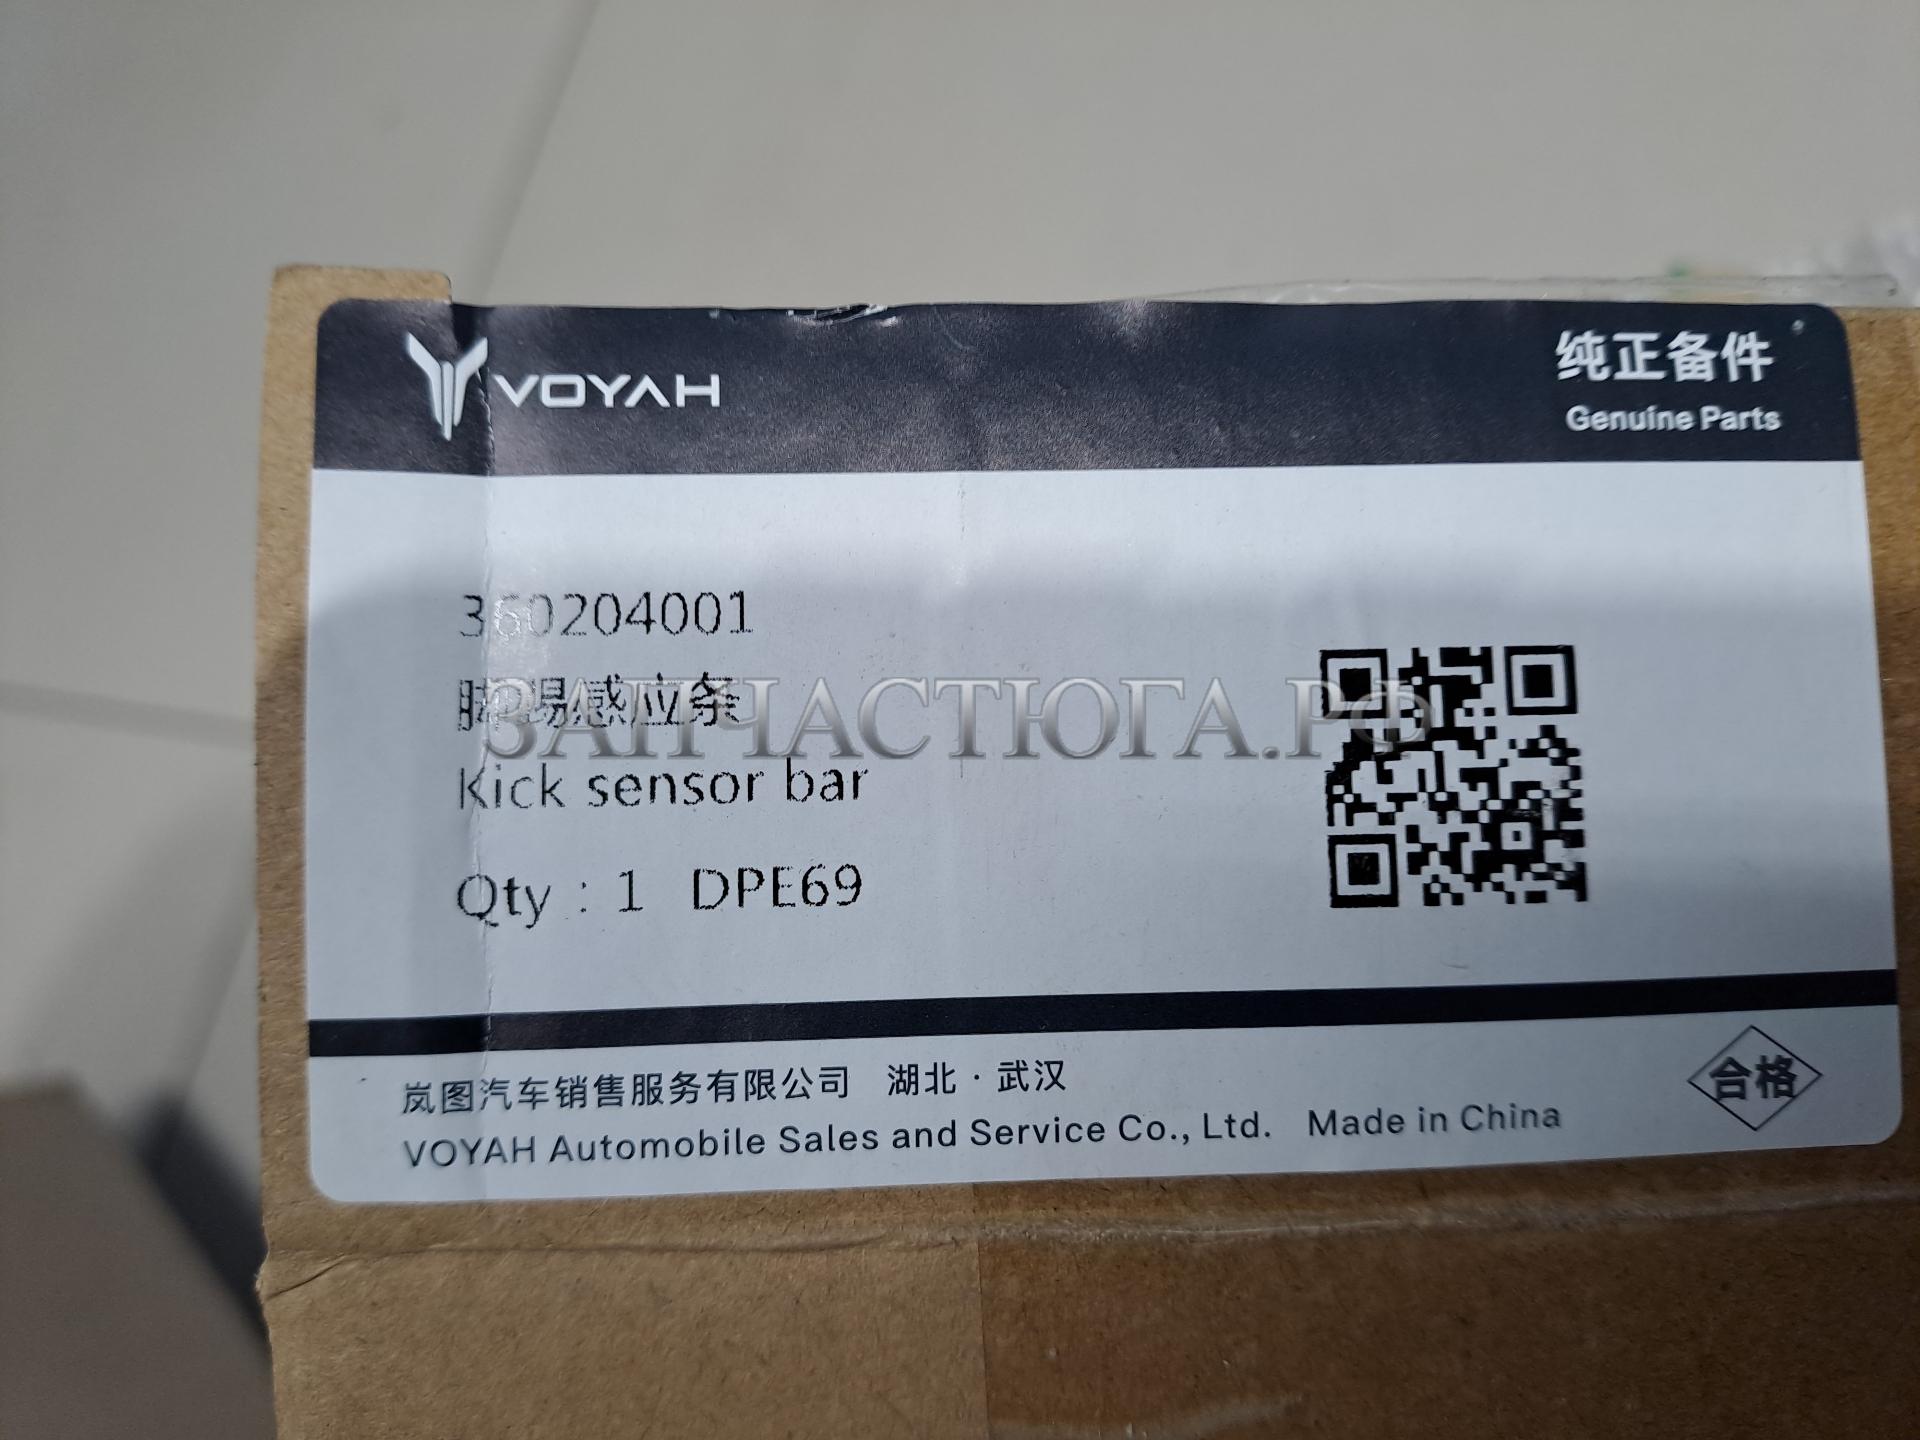 VOYAH
纯正备件
Genuine Parts
360204001
脚踢感应条
ЗАПЧАСТЮГА.РФ
Kick sensor bar
Qty : 1 DPE69
岚图汽车销售服务有限公司 湖北·武汉
合格
VOYAH Automobile Sales and Service Co., Ltd. Made in China